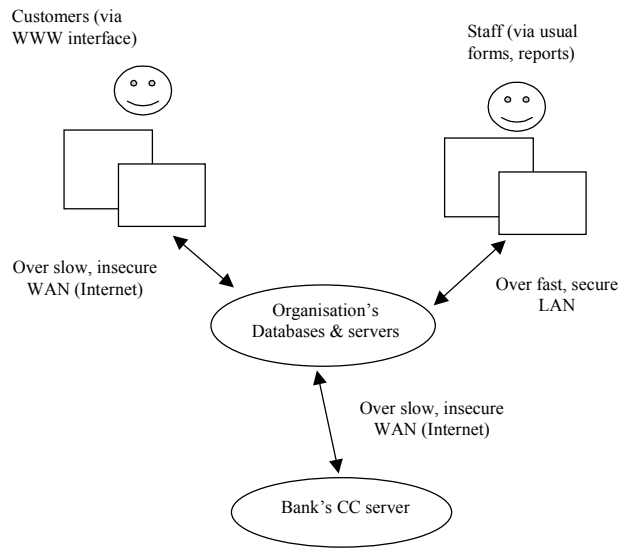 Customers (via
WWW interface)
Staff (via usual
forms, reports)
Over slow, insecure
WAN (Internet)
Over fast, secure
LAN
Organisation's
Databases & servers
Over slow, insecure
WAN (Internet)
Bank's CC server